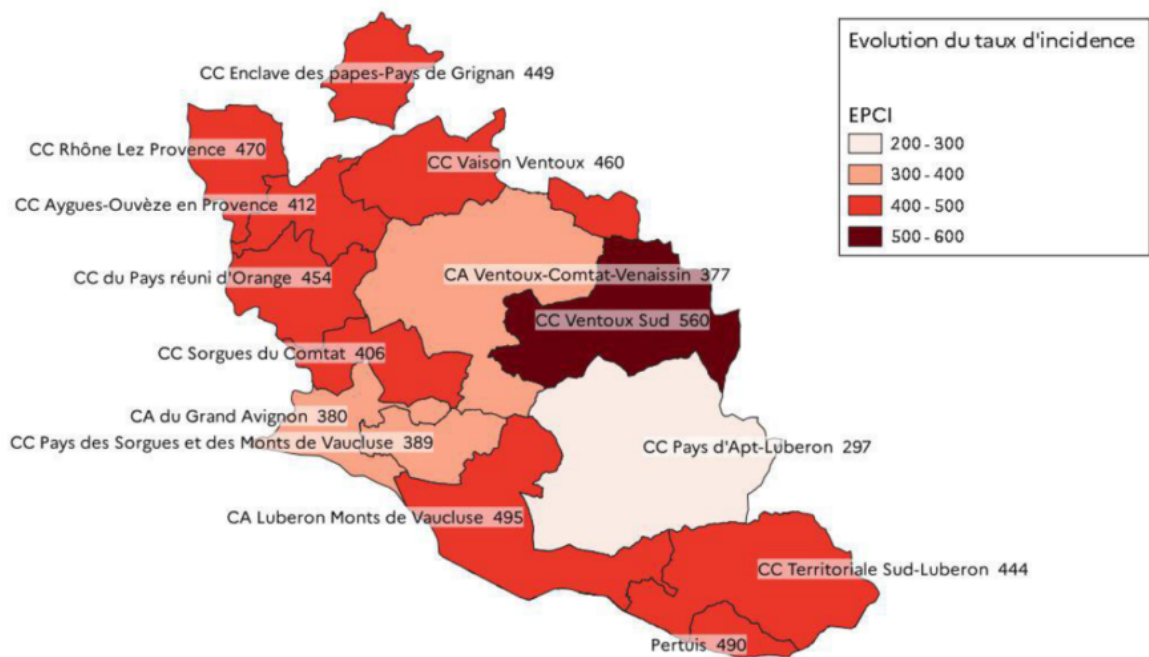 CC Enclave des papes-Pays de Grignan 449
CC Rhône Lez Provence 470
CC Vaison Ventoux 460
CC Aygues-Ouvèze en Provence 412
CC du Pays réuni d'Orange 454
CA Ventoux-Comtat-Venaissin 377
CC Ventoux Sud 560
CC Sorgues du Comtat 406
CA du Grand Avignon 380
CC Pays des Sorgues et des Monts de Vaucluse 389
CC Pays d'Apt-Luberon 297
CA Luberon Monts de Vaucluse 495
CC Territoriale Sud-Luberon 444
Pertuis 490
Evolution du taux d'incidence
EPCI
200 - 300
300 - 400
400 - 500
500 - 600